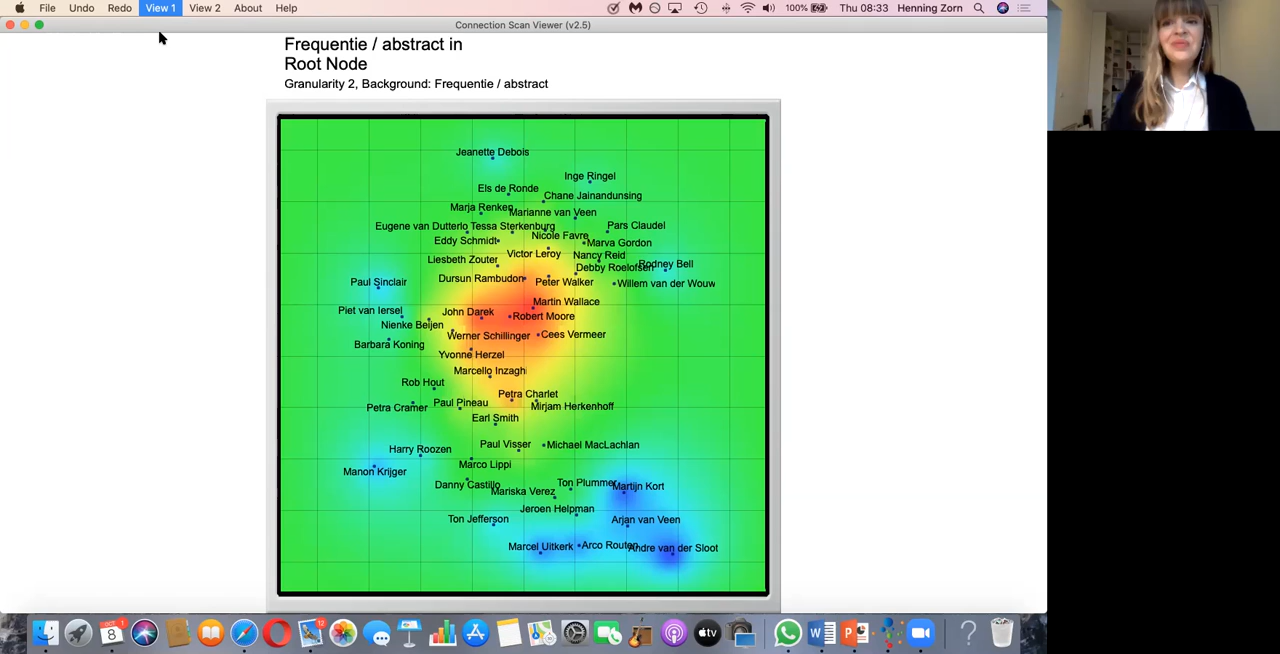 File Undo Redo View 1 View 2 About Help 100% Thu 08:33 Henning Zorn
Connection Scan Viewer (v2.5)
Frequentie / abstract in
Root Node
Granularity 2, Background: Frequentie / abstract
Jeanette Debois
Inge Ringel
Els de Ronde
Chane Jainandunsing
Marja Renken
Marianne van Veen
Eugene van Dutterlo
Tessa Sterkenburg
Pars Claudel
Nicole Favre
Eddy Schmidt
Marva Gordon
Victor Leroy
Nancy Reid
Liesbeth Zouter
Debby Roelofsen
Rodney Bell
Dursun Rambudon
Peter Walker
Paul Sinclair
Willem van der Wouw
Martin Wallace
Piet van Iersel
John Darek
Robert Moore
Nienke Beijen
Werner Schillinger
Cees Vermeer
Barbara Koning
Yvonne Herzel
Marcello Inzaghi
Rob Hout
Petra Charlet
Petra Cramer
Paul Pineau
Mirjam Herkenhoff
Earl Smith
Harry Roozen
Paul Visser
Michael MacLachlan
Manon Krijger
Marco Lippi
Danny Castillo
Ton Plummer
Martijn Kort
Mariska Verez
Jeroen Helpman
Ton Jefferson
Arjan van Veen
Marcel Uitkerk
Arco Routen
Andre van der Sloot
OCT
8
1
12
tv
W
P
?